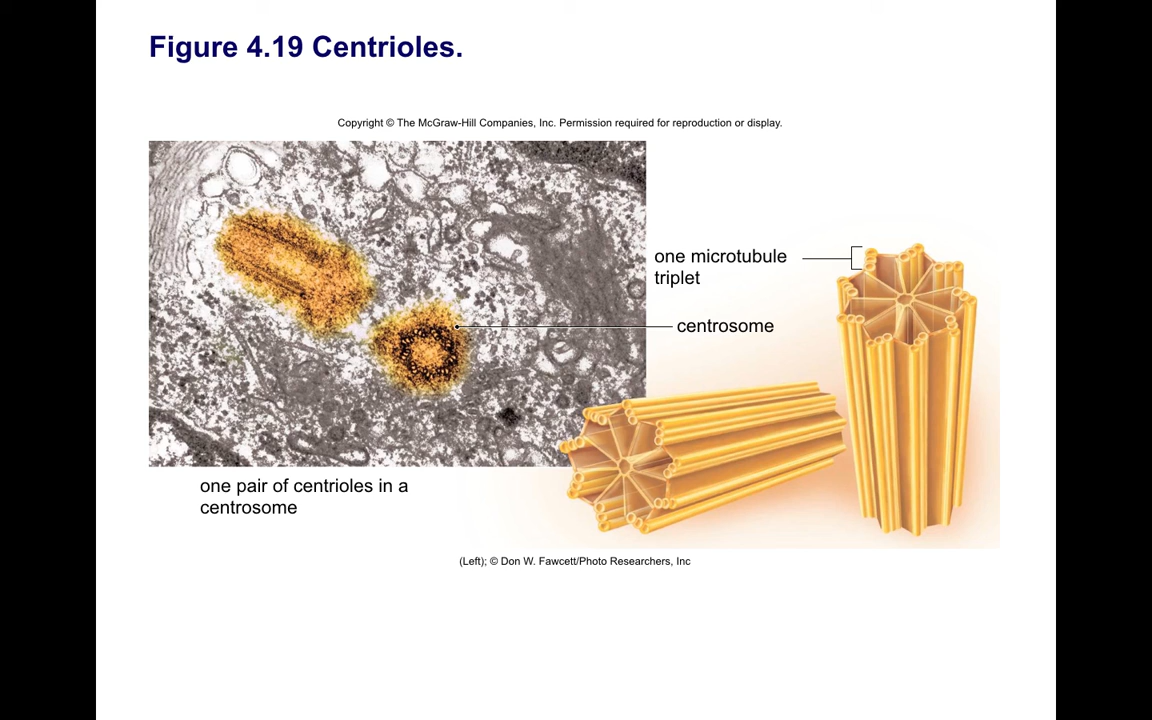 Figure 4.19 Centrioles.
Copyright © The McGraw-Hill Companies, Inc. Permission required for reproduction or display.
one microtubule
triplet
centrosome
one pair of centrioles in a
centrosome
(Left); © Don W. Fawcett/Photo Researchers, Inc